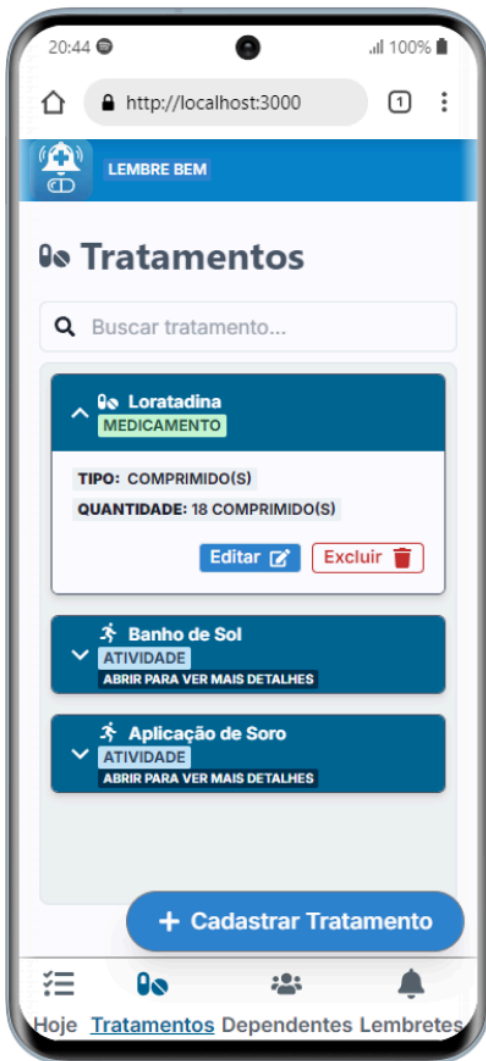 20:44
100%
http://localhost:3000
1
LEMBRE BEM
Tratamentos
Buscar tratamento...
Loratadina
MEDICAMENTO
TIPO: COMPRIMIDO(S)
QUANTIDADE: 18 COMPRIMIDO(S)
Editar
Excluir
Banho de Sol
ATIVIDADE
ABRIR PARA VER MAIS DETALHES
Aplicação de Soro
ATIVIDADE
ABRIR PARA VER MAIS DETALHES
+ Cadastrar Tratamento
Hoje Tratamentos Dependentes Lembretes